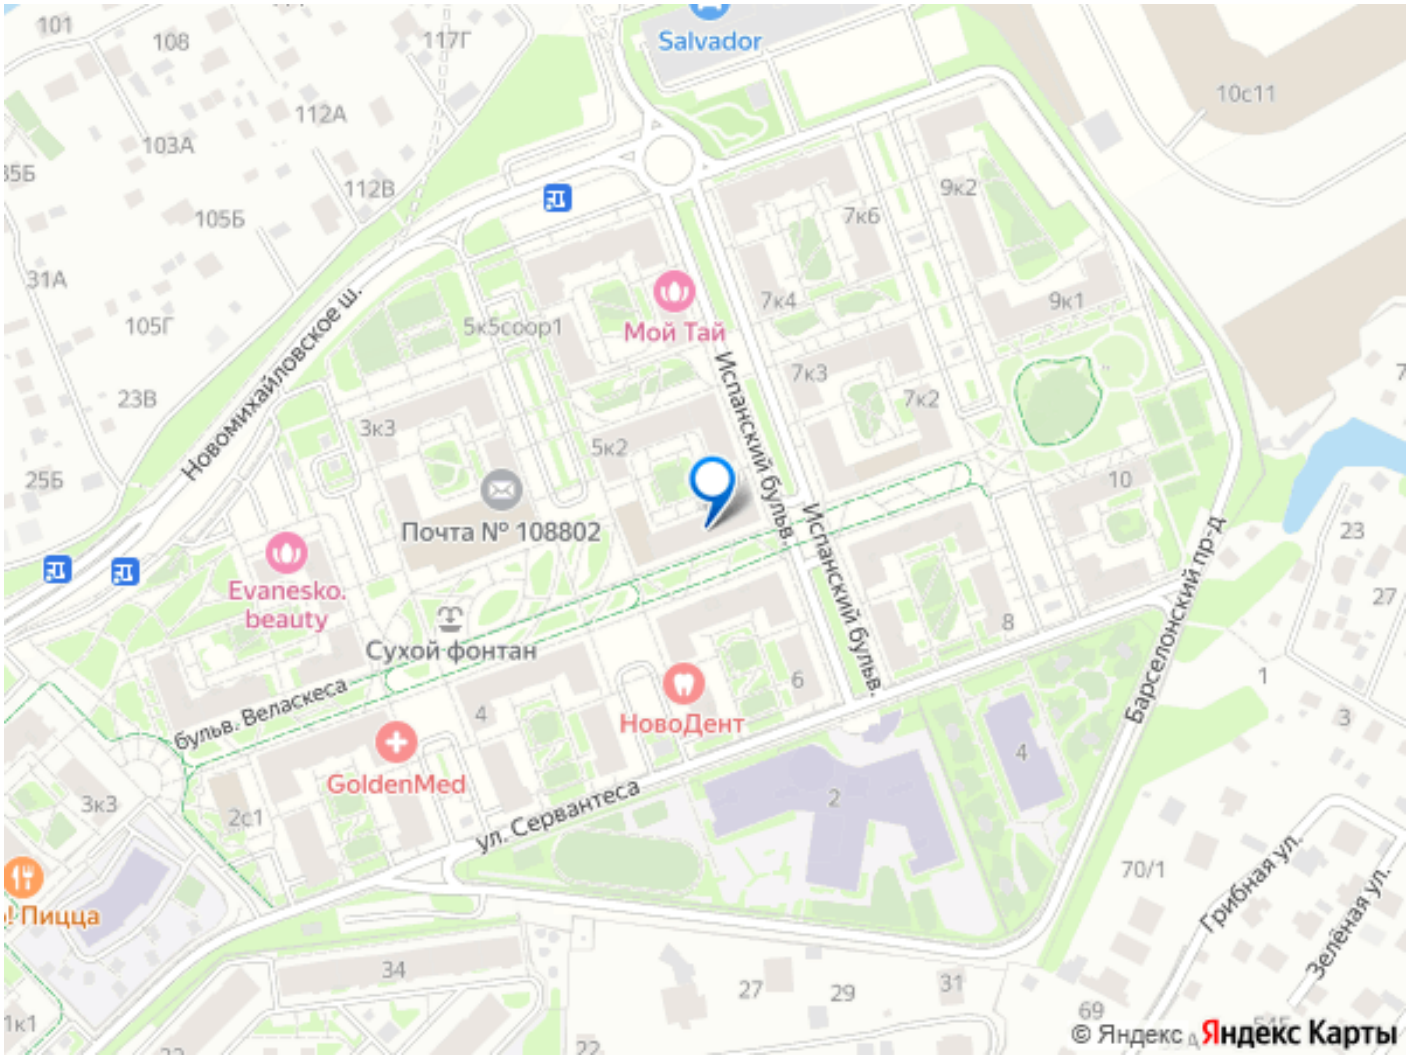 101
108
117Г
Salvador
10с11
112А
103А
35Б
112В
9к2
105Б
7к6
31А
7к4
9к1
105Г
5к5соор1
Мой Тай
Новомихайловское ш.
Испанский бульв.
7к3
23В
7к2
3к3
5к2
25Б
10
Почта № 108802
Испанский бульв.
23
Evanesko.
beauty
27
8
Сухой фонтан
Барселонский пр-д
6
1
бульв. Веласкеса
4
НовоДент
3
4
GoldenMed
2
3к3
2с1
ул. Сервантеса
70/1
Грибная ул.
Зелёная ул.
! Пицца
34
27
29
31
69
1к1
22
© Яндекс
Яндекс Карты